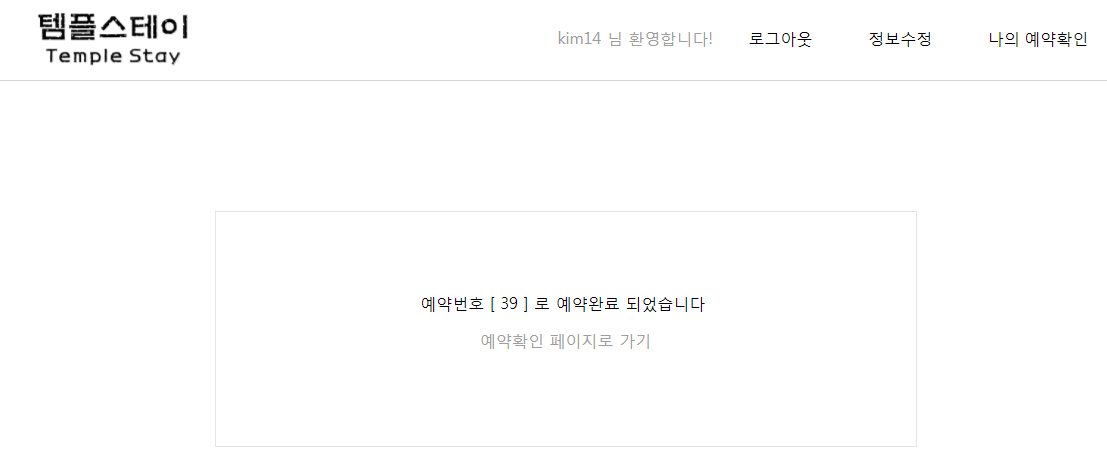 템플스테이
Temple Stay
kim14 님 환영합니다! 로그아웃 정보수정 나의 예약확인
예약번호 [ 39 ] 로 예약완료 되었습니다
예약확인 페이지로 가기